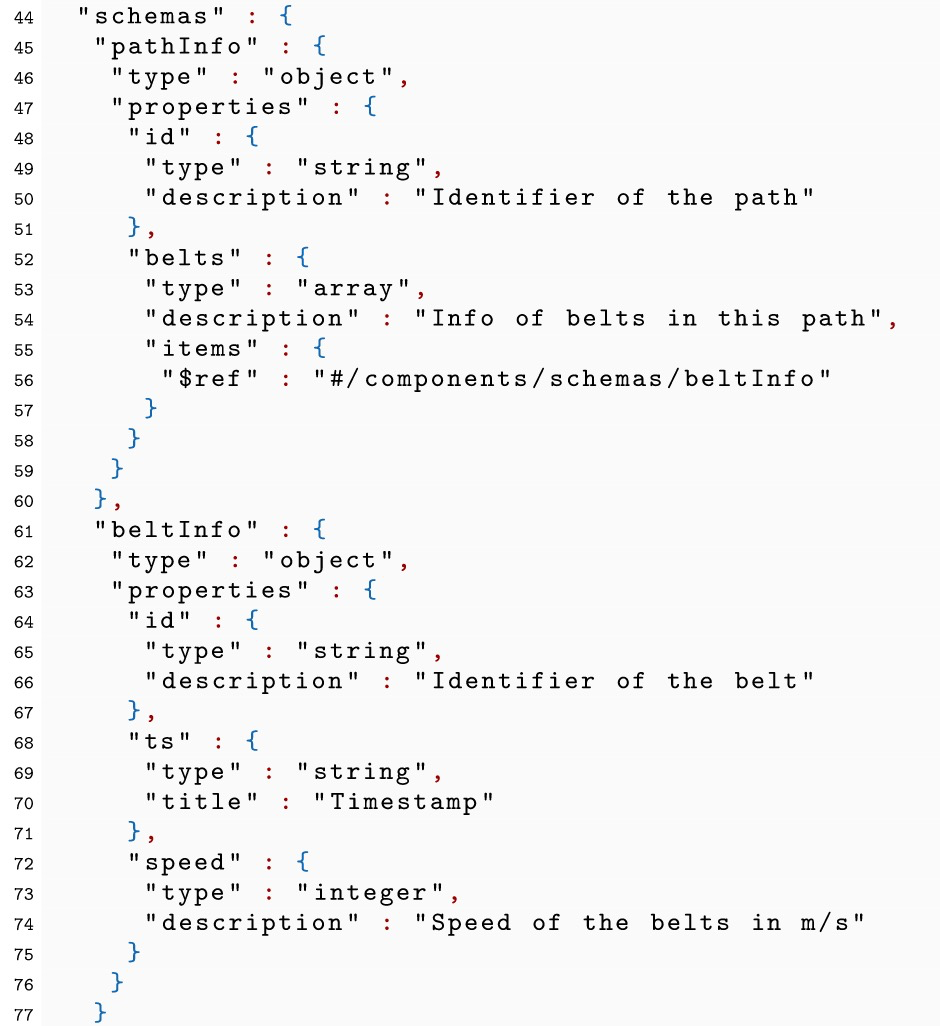 44 "schemas" : {
45 "pathInfo" : {
46 "type" : "object",
47 "properties" : {
48 "id" : {
49 "type" : "string",
50 "description" : "Identifier of the path"
51 },
52 "belts" : {
53 "type" : "array",
54 "description" : "Info of belts in this path",
55 "items" : {
56 "$ref" : "#/components/schemas/beltInfo"
57 }
58 }
59 }
60 },
61 "beltInfo" : {
62 "type" : "object",
63 "properties" : {
64 "id" : {
65 "type" : "string",
66 "description" : "Identifier of the belt"
67 },
68 "ts" : {
69 "type" : "string",
70 "title" : "Timestamp"
71 },
72 "speed" : {
73 "type" : "integer",
74 "description" : "Speed of the belts in m/s"
75 }
76 }
77 }